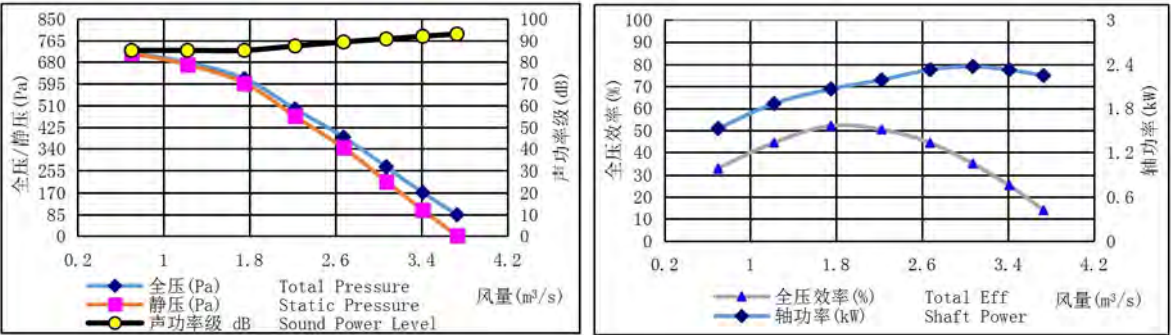 850 100
765 90
680 80
595 70
510 60
425 50
340 40
255 30
170 20
85 10
0 0
全压/静压(Pa)
声功率级(dB)
0.2 1 1.8 2.6 3.4 4.2
全压(Pa) Total Pressure
静压(Pa) Static Pressure
声功率级 dB Sound Power Level
风量(m³/s)
100 3
90
80 2.4
70
60 1.8
50
40 1.2
30
20 0.6
10
0 0
全压效率(%)
轴功率(kW)
0.2 1 1.8 2.6 3.4 4.2
全压效率(%) Total Eff
轴功率(kW) Shaft Power
风量(m³/s)